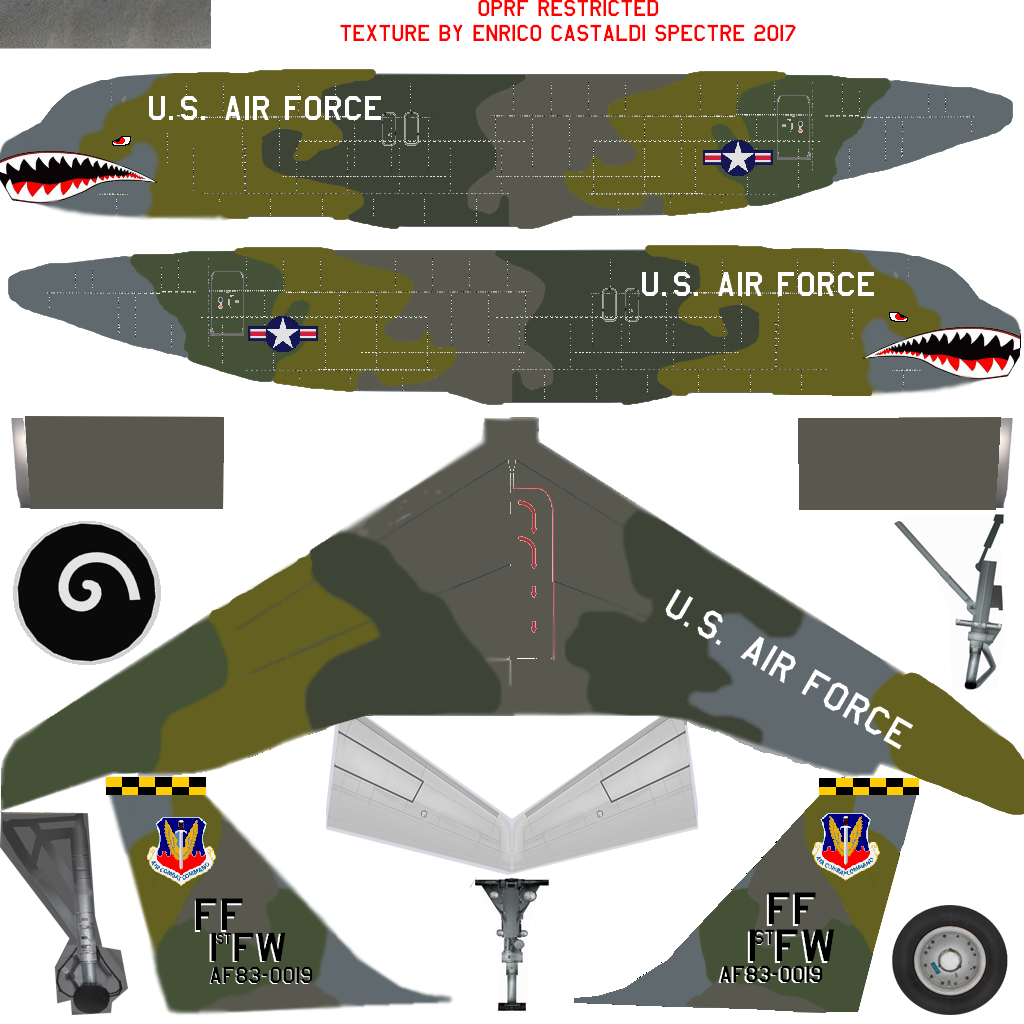 OPRF RESTRICTED
TEXTURE BY ENRICO CASTALDI SPECTRE 2017
U.S. AIR FORCE
U.S. AIR FORCE
U.S. AIR FORCE
AIR COMBAT COMMAND
FF
1ST FW
AF83-0019
AIR COMBAT COMMAND
FF
1ST FW
AF83-0019